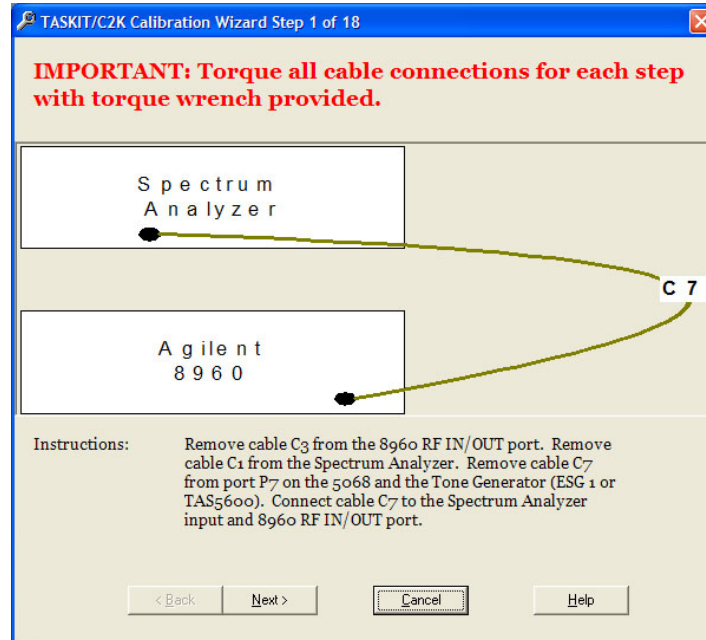 TASKIT/C2K Calibration Wizard Step 1 of 18
IMPORTANT: Torque all cable connections for each step
with torque wrench provided.
Spectrum
Analyzer
C 7
Agilent
8960
Instructions:
Remove cable C3 from the 8960 RF IN/OUT port. Remove
cable C1 from the Spectrum Analyzer. Remove cable C7
from port P7 on the 5068 and the Tone Generator (ESG 1 or
TAS5600). Connect cable C7 to the Spectrum Analyzer
input and 8960 RF IN/OUT port.
< Back
Next >
Cancel
Help